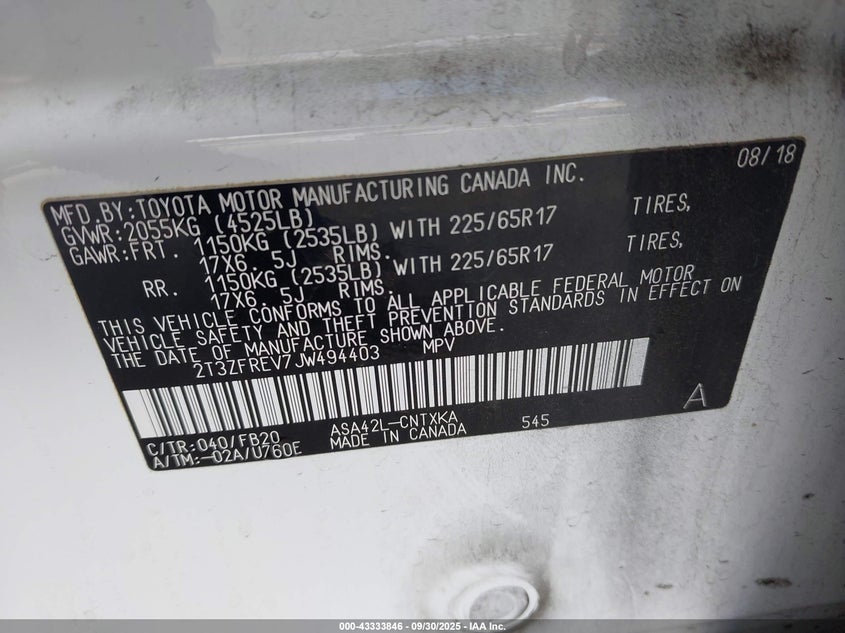 08/18
MFD.BY:TOYOTA MOTOR MANUFACTURING CANADA INC.
GVWR:2055KG (4525LB)
GAWR:FRT. 1150KG (2535LB) WITH 225/65R17 TIRES,
17X6. 5J RIMS.
RR. 1150KG (2535LB) WITH 225/65R17 TIRES,
17X6. 5J RIMS.
THIS VEHICLE CONFORMS TO ALL APPLICABLE FEDERAL MOTOR
VEHICLE SAFETY AND THEFT PREVENTION STANDARDS IN EFFECT ON
THE DATE OF MANUFACTURE SHOWN ABOVE.
2T3ZFREV7JW494403 MPV
C/TR:040/FB20 ASA42L-CNTXKA 545 A
A/TM:-02A/U760E MADE IN CANADA
000-43333846 - 09/30/2025 - IAA Inc.